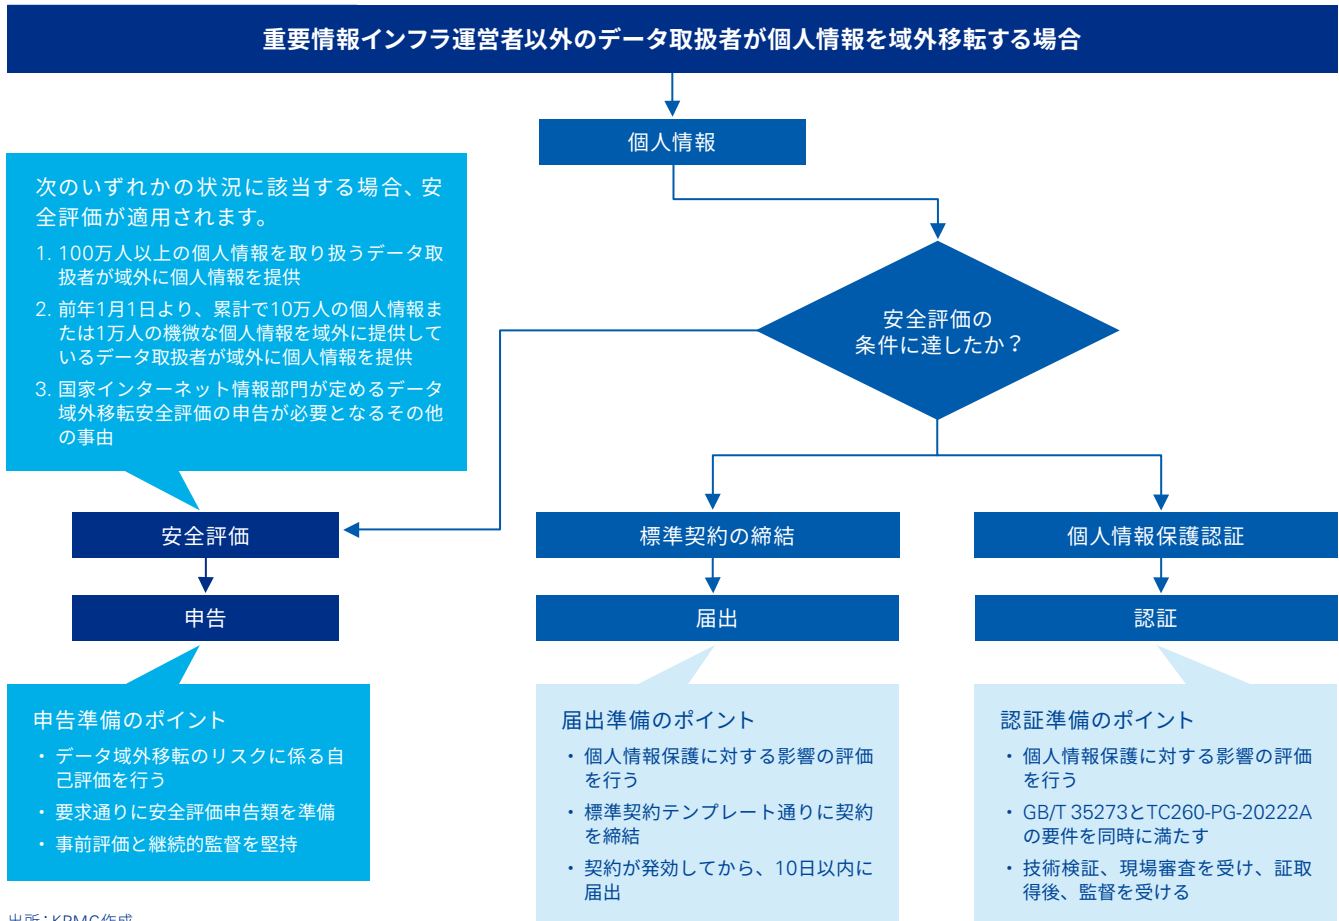 重要情報インフラ運営者以外のデータ取扱者が個人情報を域外移転する場合
個人情報
次のいずれかの状況に該当する場合、安
全評価が適用されます。
1. 100万人以上の個人情報を取り扱うデータ取
扱者が域外に個人情報を提供
2. 前年1月1日より、累計で10万人の個人情報ま
たは1万人の機微な個人情報を域外に提供して
いるデータ取扱者が域外に個人情報を提供
3. 国家インターネット情報部門が定めるデータ
域外移転安全評価の申告が必要となるその他
の事由
安全評価の
条件に達したか？
安全評価
標準契約の締結
個人情報保護認証
申告
届出
認証
申告準備のポイント
・データ域外移転のリスクに係る自
己評価を行う
・要求通りに安全評価申告類を準備
・事前評価と継続的監督を堅持
届出準備のポイント
・個人情報保護に対する影響の評価
を行う
・標準契約テンプレート通りに契約
を締結
・契約が発効してから、10日以内に
届出
認証準備のポイント
・個人情報保護に対する影響の評価
を行う
・GB/T 35273とTC260-PG-20222A
の要件を同時に満たす
・技術検証、現場審査を受け、証取
得後、監督を受ける
出所：KPMG作成